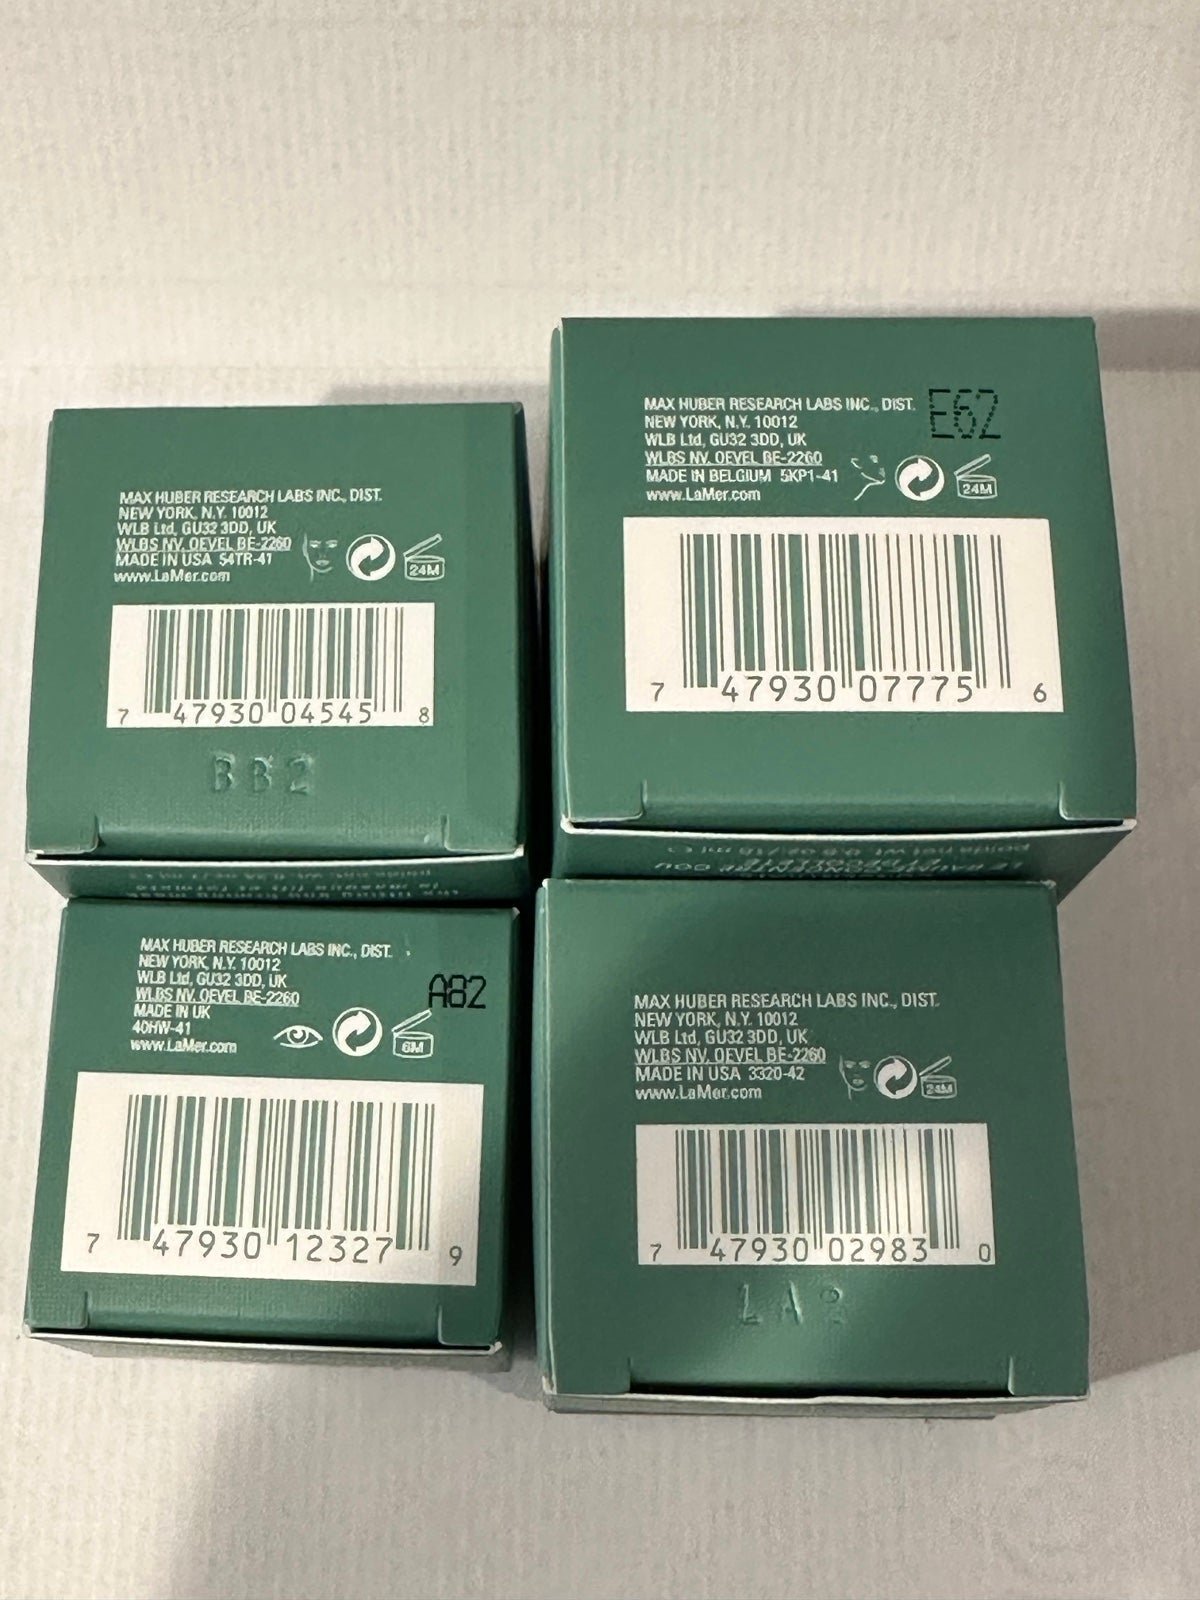 MAX HUBER RESEARCH LABS INC., DIST.
NEW YORK, N.Y. 10012
WLB Ltd, GU32 3DD, UK
WLBS NV. OEVEL BE-2260
MADE IN USA 54TR-41
www.LaMer.com
24M
7 47930 04545 8
BB2
MAX HUBER RESEARCH LABS INC., DIST.
NEW YORK, N.Y. 10012
WLB Ltd, GU32 3DD, UK
WLBS NV. OEVEL BE-2260
MADE IN BELGIUM 5KP1-41
www.LaMer.com
E62
24M
7 47930 07775 6
MAX HUBER RESEARCH LABS INC., DIST.
NEW YORK, N.Y. 10012
WLB Ltd, GU32 3DD, UK
WLBS NV. OEVEL BE-2260
MADE IN UK
40HW-41
www.LaMer.com
A82
6M
7 47930 12327 9
MAX HUBER RESEARCH LABS INC., DIST.
NEW YORK, N.Y. 10012
WLB Ltd, GU32 3DD, UK
WLBS NV. OEVEL BE-2260
MADE IN USA 3320-42
www.LaMer.com
24M
7 47930 02983 0